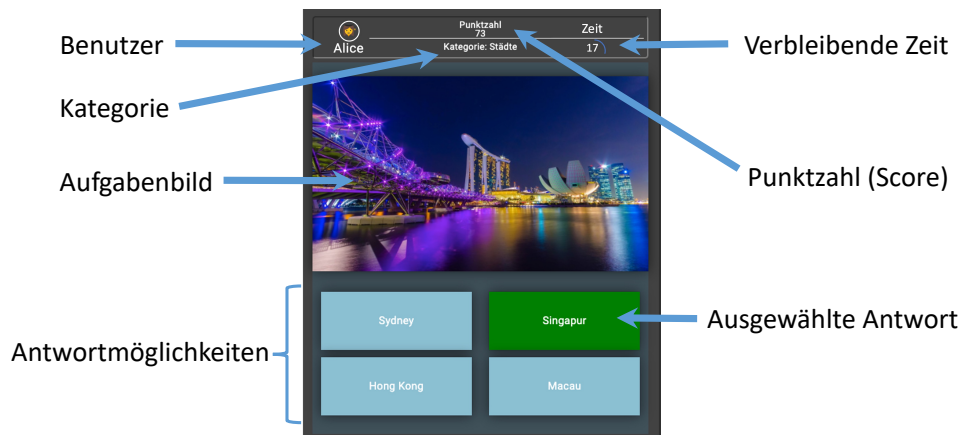 Benutzer
Kategorie
Aufgabenbild
Antwortmöglichkeiten
Alice
Punktzahl
73
Kategorie: Städte
Zeit
17
Sydney
Singapur
Hong Kong
Macau
Verbleibende Zeit
Punktzahl (Score)
Ausgewählte Antwort